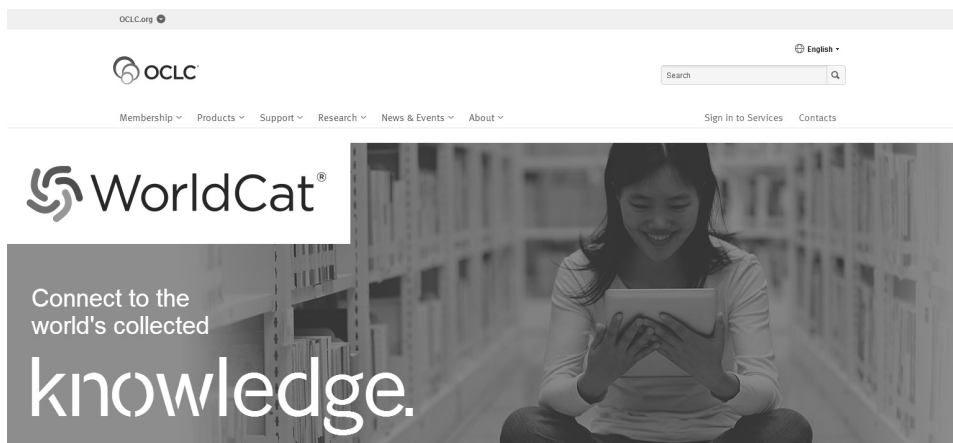 OCLC.org
English
OCLC
Search
Membership Products Support Research News & Events About Sign in to Services Contacts
WorldCat®
Connect to the
world's collected
knowledge.